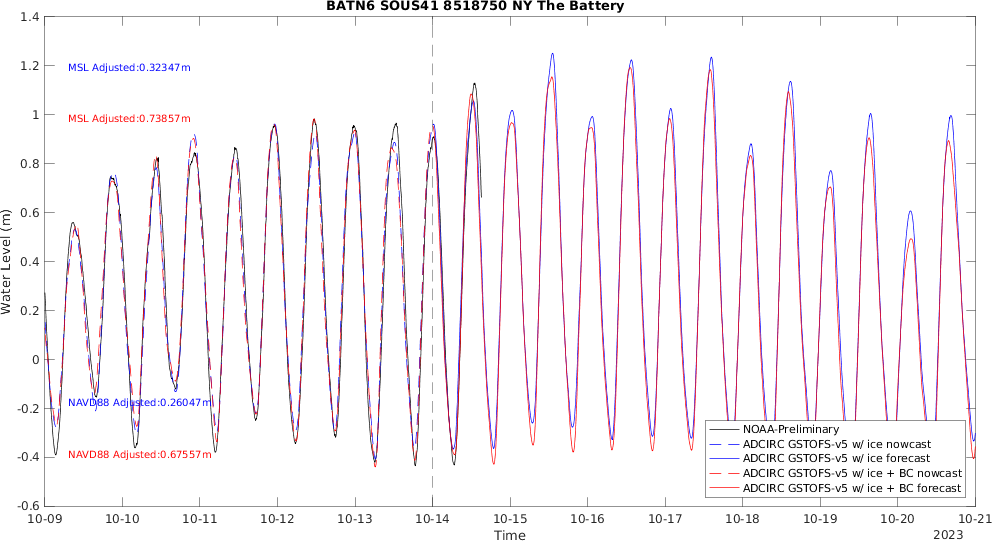 BATN6 SOUS41 8518750 NY The Battery
1.4
1.2
1
0.8
0.6
0.4
0.2
0
-0.2
-0.4
-0.6
Water Level (m)
MSL Adjusted:0.32347m
MSL Adjusted:0.73857m
NAVD88 Adjusted:0.26047m
NAVD88 Adjusted:0.67557m
NOAA-Preliminary
ADCIRC GSTOFS-v5 w/ ice nowcast
ADCIRC GSTOFS-v5 w/ ice forecast
ADCIRC GSTOFS-v5 w/ ice + BC nowcast
ADCIRC GSTOFS-v5 w/ ice + BC forecast
10-09 10-10 10-11 10-12 10-13 10-14 10-15 10-16 10-17 10-18 10-19 10-20 10-21
Time
2023